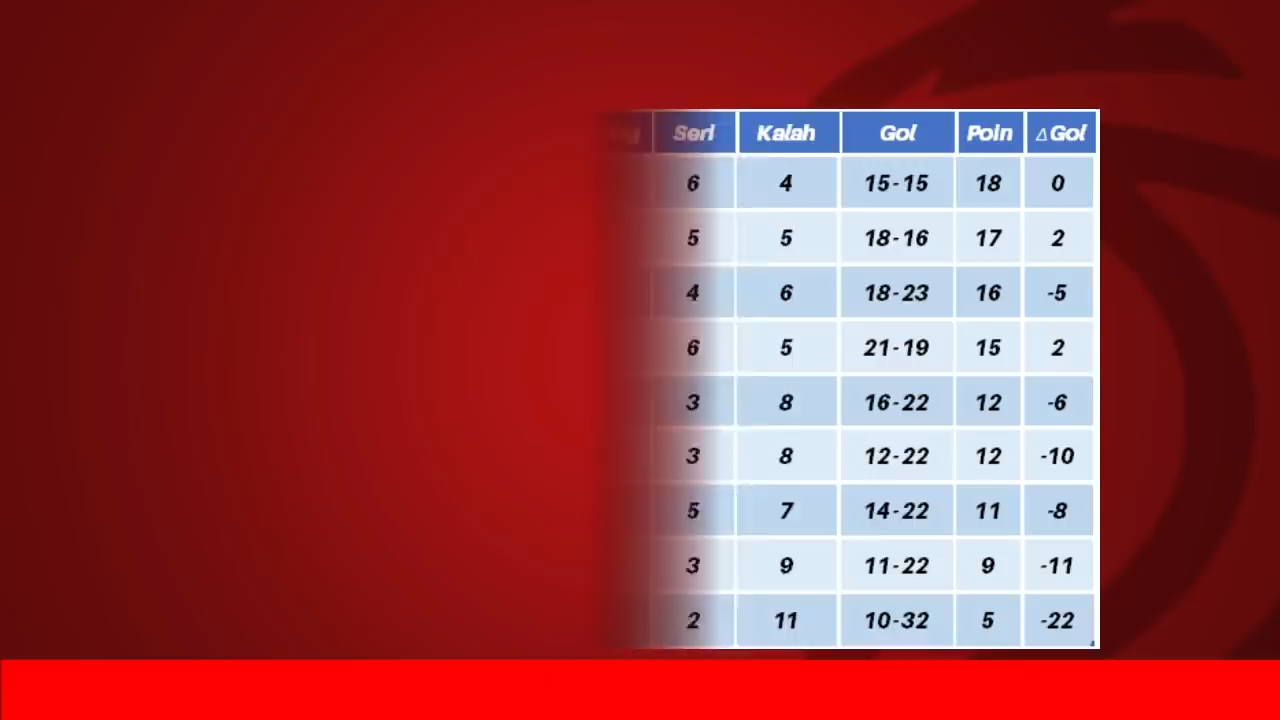 Seri Kalah Gol Poin △Gol
6 4 15-15 18 0
5 5 18-16 17 2
4 6 18-23 16 -5
6 5 21-19 15 2
3 8 16-22 12 -6
3 8 12-22 12 -10
5 7 14-22 11 -8
3 9 11-22 9 -11
2 11 10-32 5 -22